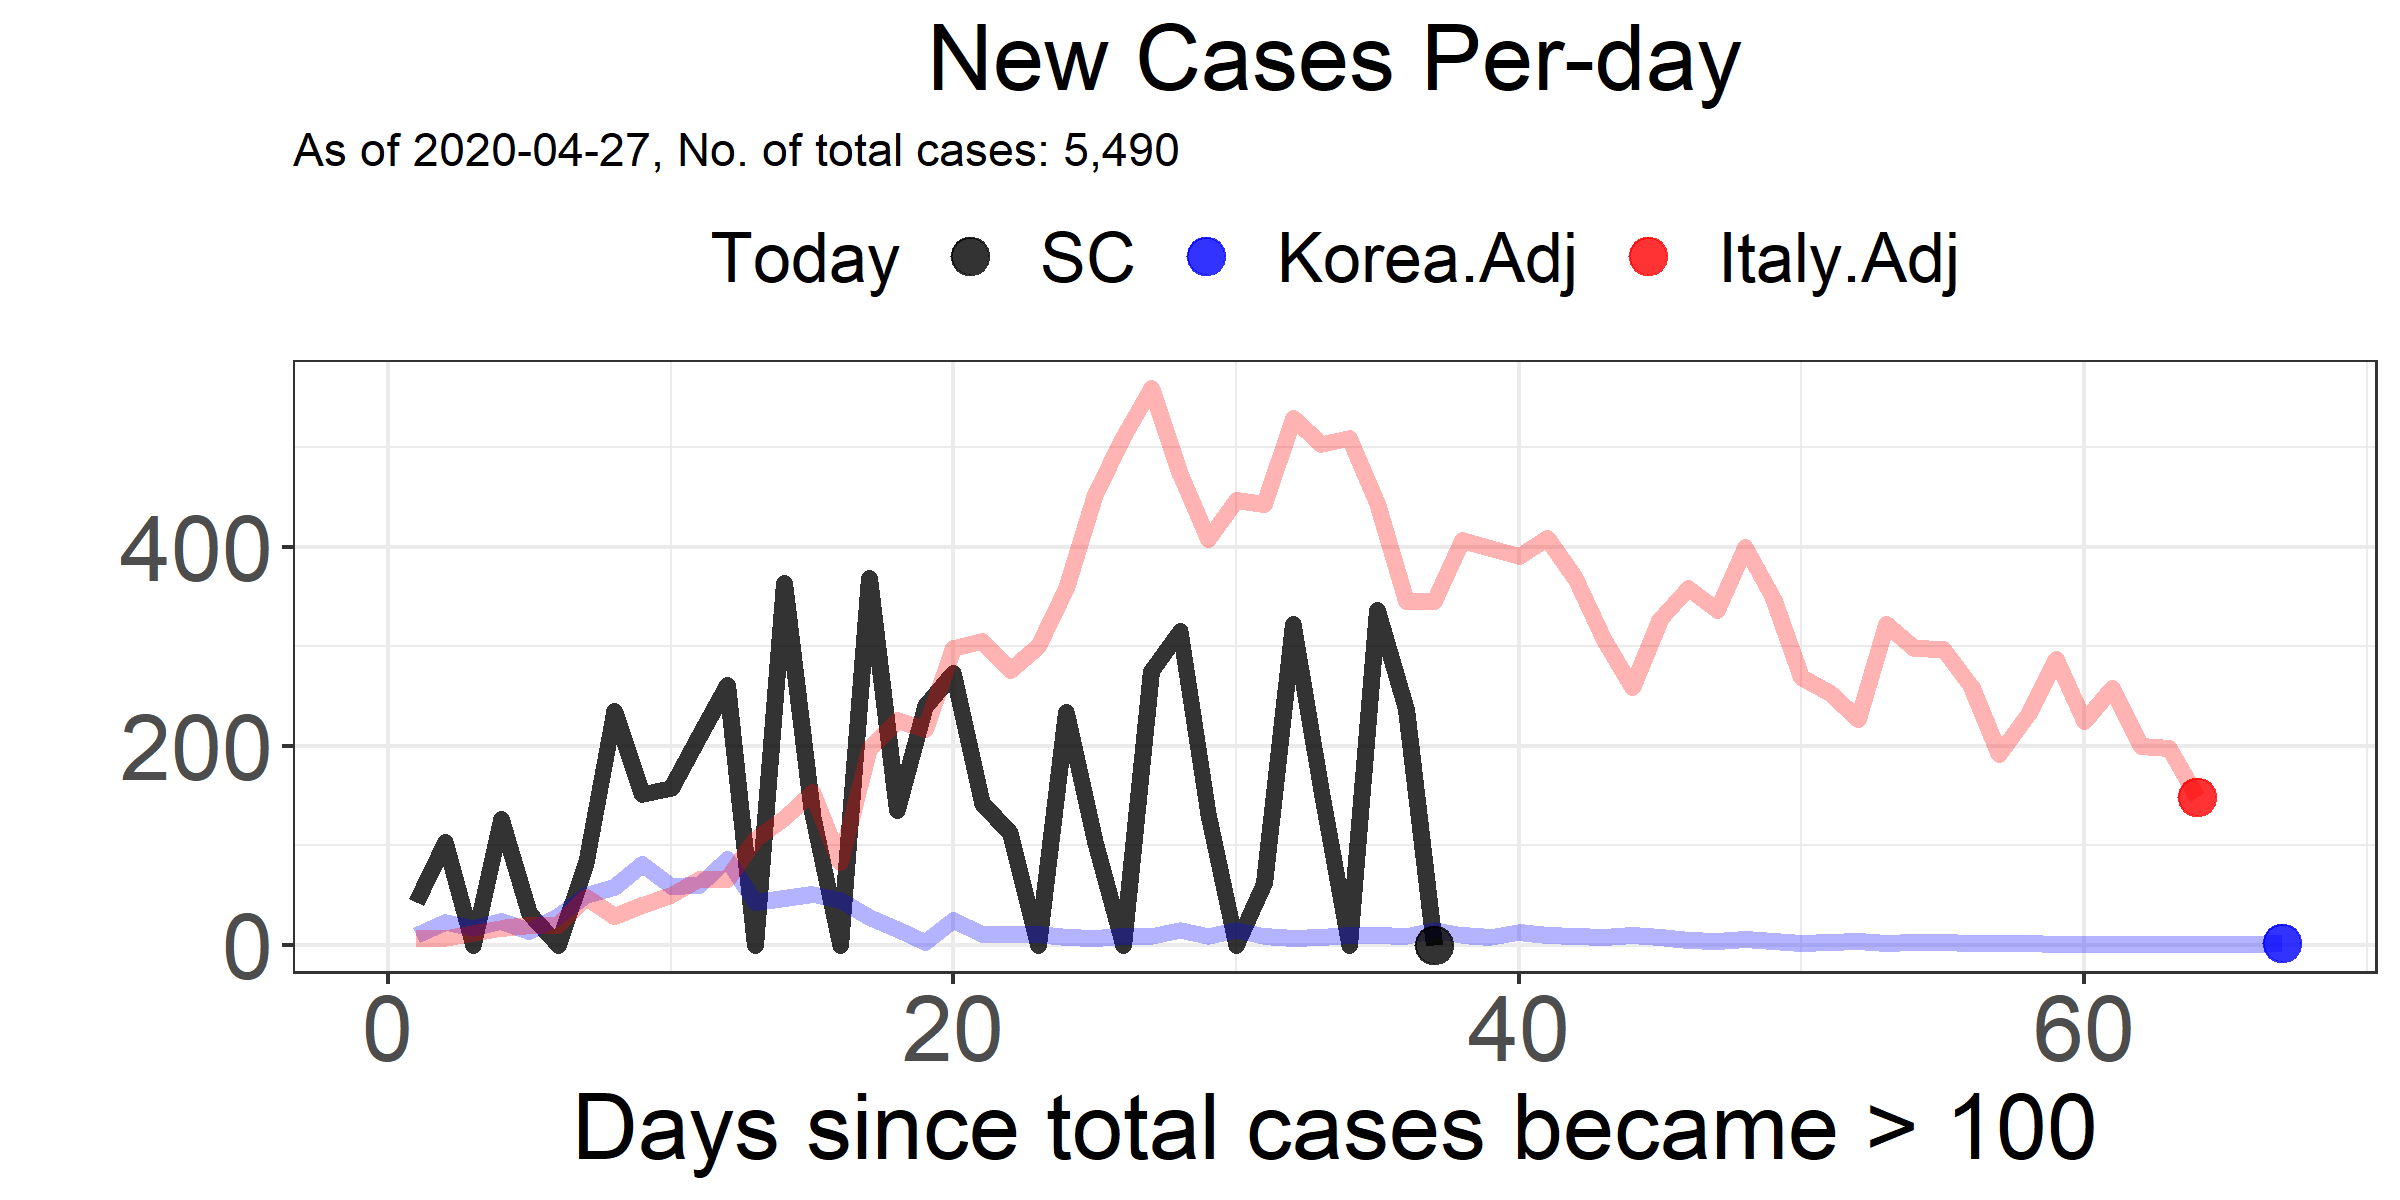 New Cases Per-day
As of 2020-04-27, No. of total cases: 5,490
Today SC Korea.Adj Italy.Adj
400
200
0
0 20 40 60
Days since total cases became > 100